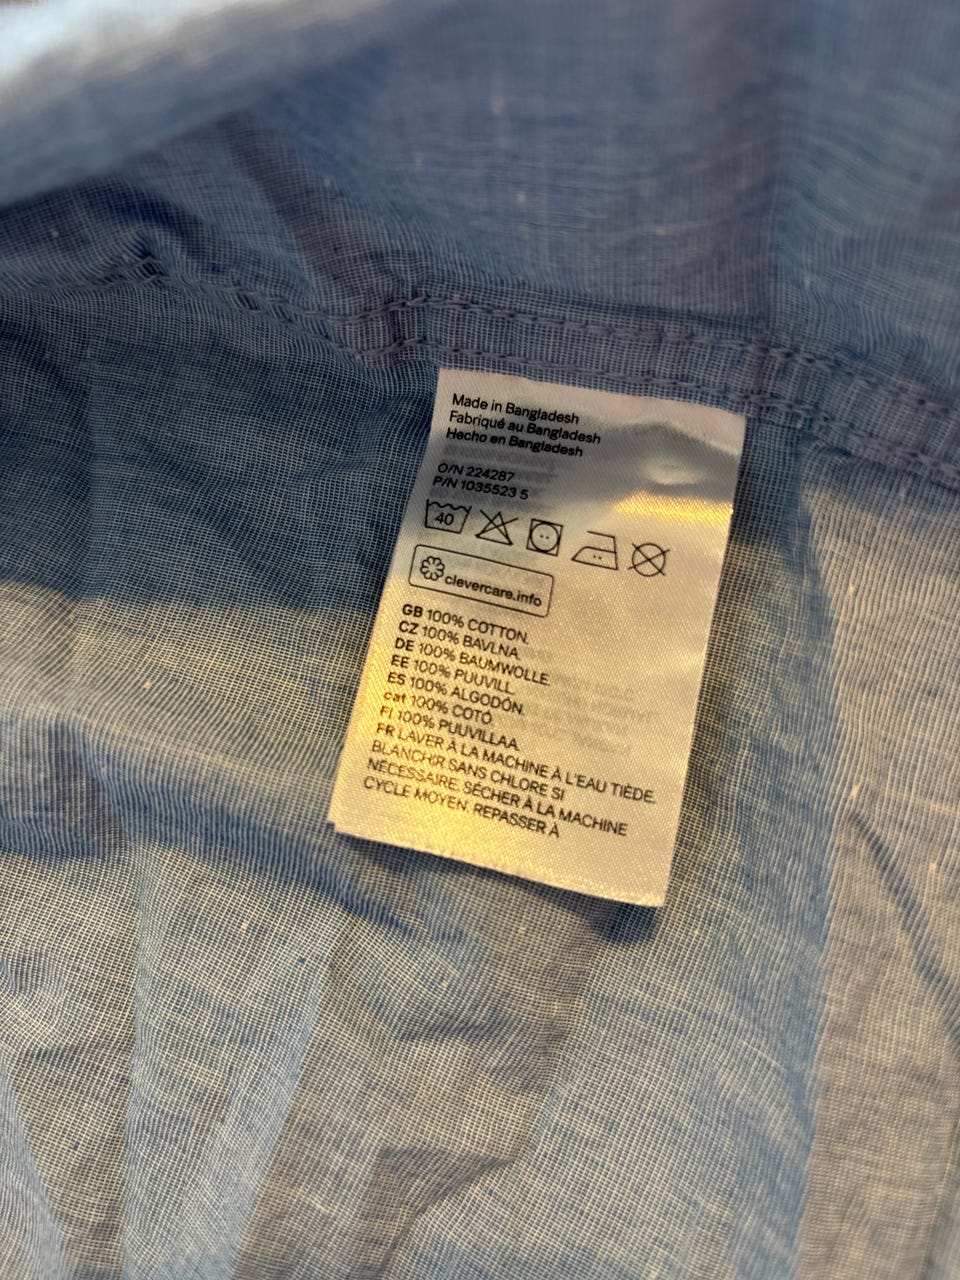 Made in Bangladesh
Fabriqué au Bangladesh
Hecho en Bangladesh
O/N 224287
P/N 1035523 5
40
clevercare.info
GB 100% COTTON.
CZ 100% BAVLNA.
DE 100% BAUMWOLLE.
EE 100% PUUVILL.
ES 100% ALGODÓN.
cat 100% COTÓ.
FI 100% PUUVILLAA.
FR LAVER À LA MACHINE À L'EAU TIÈDE.
BLANCHIR SANS CHLORE SI
NÉCESSAIRE. SÉCHER À LA MACHINE
CYCLE MOYEN. REPASSER À